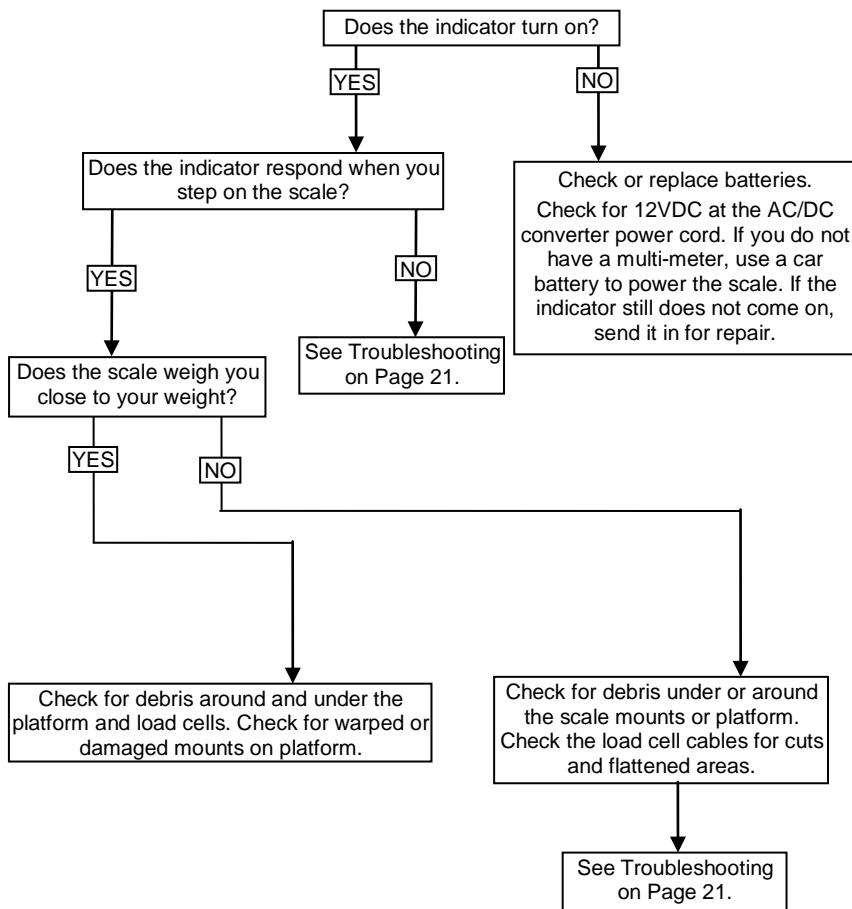 Does the indicator turn on?
YES
NO
Does the indicator respond when you
step on the scale?
Check or replace batteries.
Check for 12VDC at the AC/DC
converter power cord. If you do not
have a multi-meter, use a car
battery to power the scale. If the
indicator still does not come on,
send it in for repair.
YES
NO
See Troubleshooting
on Page 21.
Does the scale weigh you
close to your weight?
YES
NO
Check for debris around and under the
platform and load cells. Check for warped or
damaged mounts on platform.
Check for debris under or around
the scale mounts or platform.
Check the load cell cables for cuts
and flattened areas.
See Troubleshooting
on Page 21.